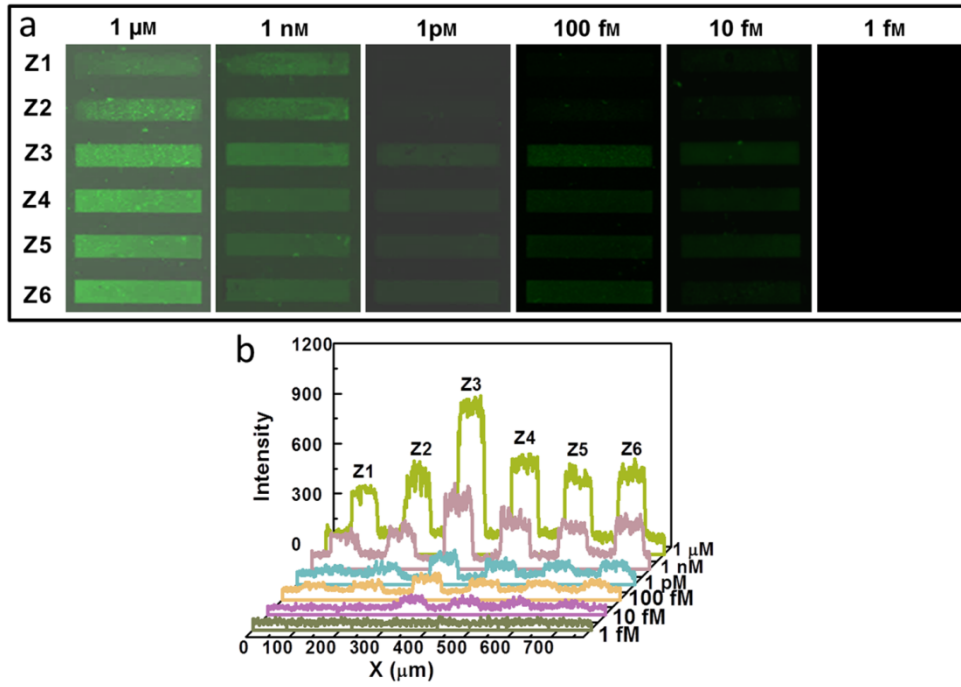 a
1 µM 1 nM 1pM 100 fM 10 fM 1 fM
Z1
Z2
Z3
Z4
Z5
Z6
b
1200
900
600
300
0
Intensity
Z1 Z2 Z3 Z4 Z5 Z6
1 µM
1 nM
1 pM
100 fM
10 fM
1 fM
0 100 200 300 400 500 600 700
X (µm)